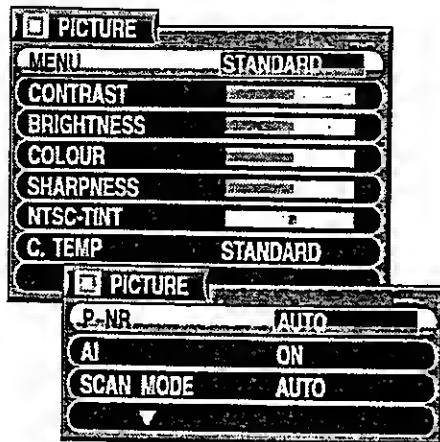 PICTURE
MENU STANDARD
CONTRAST
BRIGHTNESS
COLOUR
SHARPNESS
NTSC-TINT
C. TEMP STANDARD
PICTURE
P-NR AUTO
AI ON
SCAN MODE AUTO